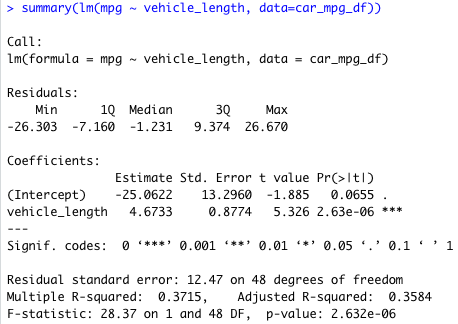 > summary(lm(mpg ~ vehicle_length, data=car_mpg_df))
Call:
lm(formula = mpg ~ vehicle_length, data = car_mpg_df)
Residuals:
Min 1Q Median 3Q Max
-26.303 -7.160 -1.231 9.374 26.670
Coefficients:
Estimate Std. Error t value Pr(>|t|)
(Intercept) -25.0622 13.2960 -1.885 0.0655 .
vehicle_length 4.6733 0.8774 5.326 2.63e-06 ***
---
Signif. codes: 0 ‘***’ 0.001 ‘**’ 0.01 ‘*’ 0.05 ‘.’ 0.1 ‘ ’ 1
Residual standard error: 12.47 on 48 degrees of freedom
Multiple R-squared: 0.3715, Adjusted R-squared: 0.3584
F-statistic: 28.37 on 1 and 48 DF, p-value: 2.632e-06